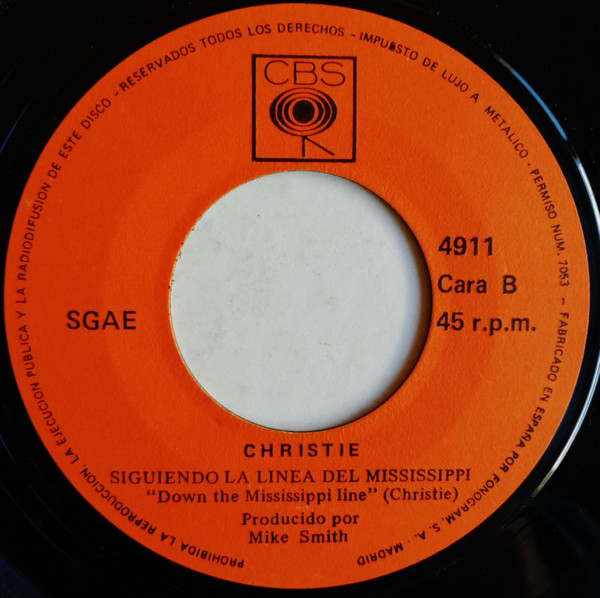 PROHIBIDA LA REPRODUCCION, LA EJECUCION PUBLICA Y LA RADIODIFUSION DE ESTE DISCO - RESERVADOS TODOS LOS DERECHOS - IMPUESTO DE LUJO A METALICO - PERMISO NUM. 7053 - FABRICADO EN ESPAÑA POR FONOGRAM, S. A. - MADRID
CBS
4911
Cara B
SGAE
45 r.p.m.
CHRISTIE
SIGUIENDO LA LINEA DEL MISSISSIPPI
“Down the Mississippi line” (Christie)
Producido por
Mike Smith